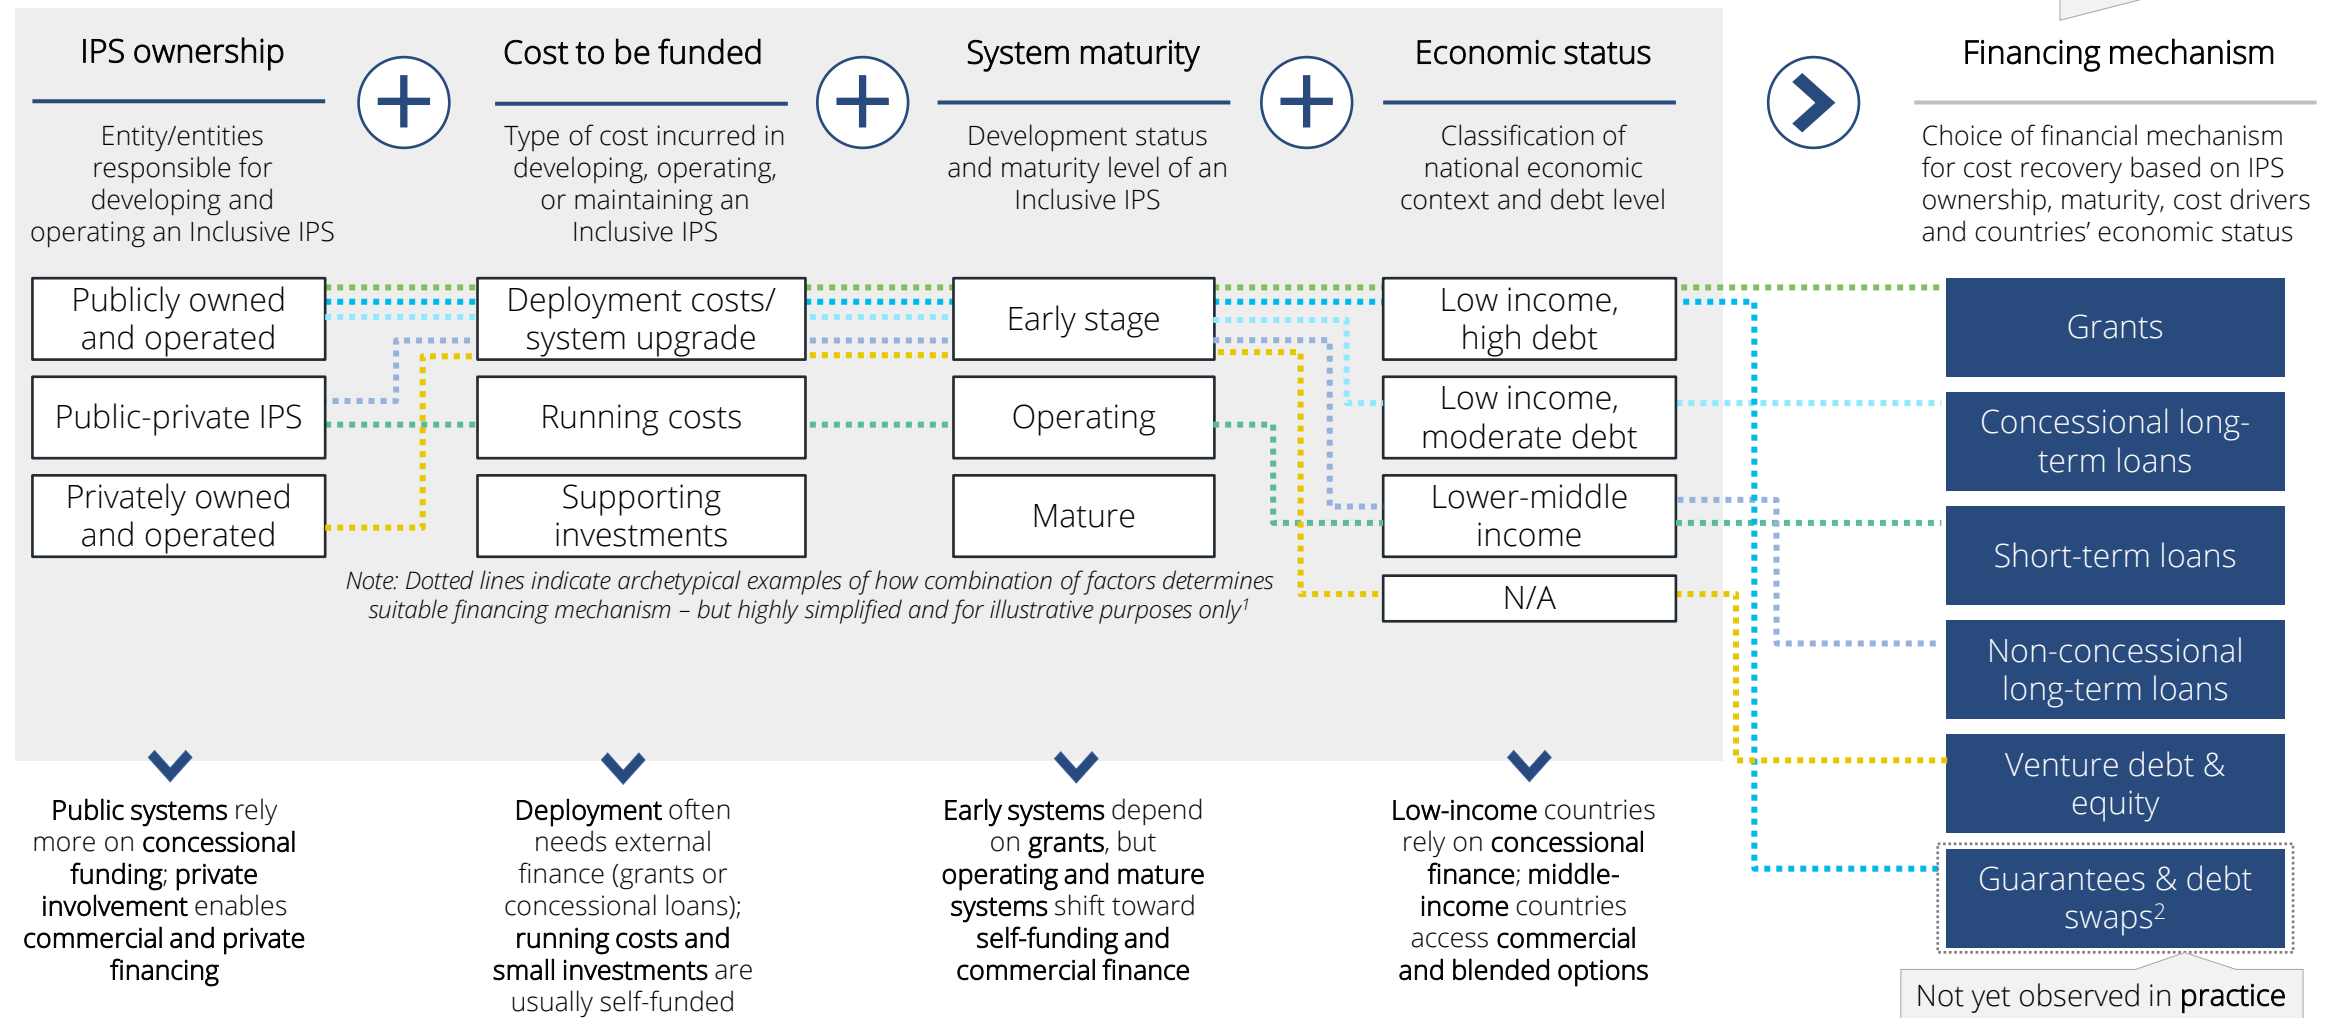 IPS ownership
Entity/entities
responsible for
developing and
operating an Inclusive IPS
Publicly owned
and operated
Public-private IPS
Privately owned
and operated
Cost to be funded
Type of cost incurred in
developing, operating,
or maintaining an
Inclusive IPS
Deployment costs/
system upgrade
Running costs
Supporting
investments
System maturity
Development status
and maturity level of an
Inclusive IPS
Early stage
Operating
Mature
Economic status
Classification of
national economic
context and debt level
Low income,
high debt
Low income,
moderate debt
Lower-middle
income
N/A
Financing mechanism
Choice of financial mechanism
for cost recovery based on IPS
ownership, maturity, cost drivers
and countries’ economic status
Grants
Concessional long-
term loans
Short-term loans
Non-concessional
long-term loans
Venture debt &
equity
Guarantees & debt
swaps²
Not yet observed in practice
Note: Dotted lines indicate archetypical examples of how combination of factors determines
suitable financing mechanism – but highly simplified and for illustrative purposes only¹
Public systems rely
more on concessional
funding; private
involvement enables
commercial and private
financing
Deployment often
needs external
finance (grants or
concessional loans);
running costs and
small investments are
usually self-funded
Early systems depend
on grants, but
operating and mature
systems shift toward
self-funding and
commercial finance
Low-income countries
rely on concessional
finance; middle-
income countries
access commercial
and blended options